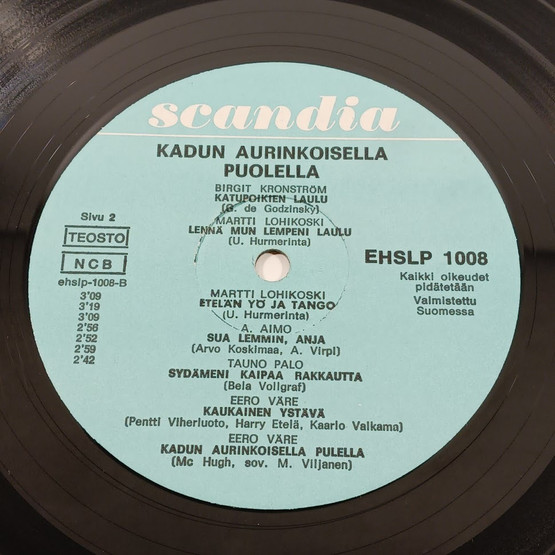 scandia
KADUN AURINKOISELLA
PUOLELLA
BIRGIT KRONSTRÖM
KATUPOIKIEN LAULU
(G. de Godzinsky)
MARTTI LOHIKOSKI
LENNÄ MUN LEMPENI LAULU
(U. Hurmerinta)
Sivu 2
TEOSTO
NCB
ehslp-1008-B
3'09
3'19
3'09
2'56
2'52
2'59
2'42
EHSLP 1008
Kaikki oikeudet
pidätetään
Valmistettu
Suomessa
MARTTI LOHIKOSKI
ETELÄN YÖ JA TANGO
(U. Hurmerinta)
A. AIMO
SUA LEMMIN, ANJA
(Arvo Koskimaa, A. Virpi)
TAUNO PALO
SYDÄMENI KAIPAA RAKKAUTTA
(Bela Vollgraf)
EERO VÄRE
KAUKAINEN YSTÄVÄ
(Pentti Viherluoto, Harry Etelä, Kaarlo Valkama)
EERO VÄRE
KADUN AURINKOISELLA PULELLA
(Mc Hugh, sov. M. Viljanen)